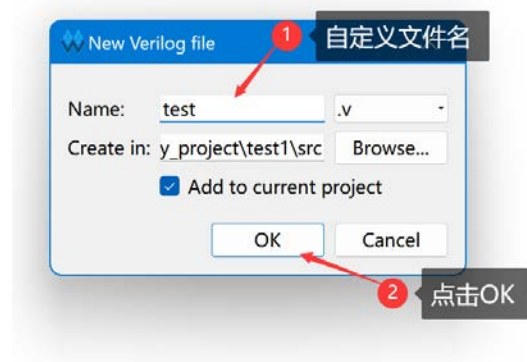 New Verilog file
1 自定义文件名
Name: test .v
Create in: y_project\test1\src Browse...
Add to current project
OK Cancel
2 点击OK